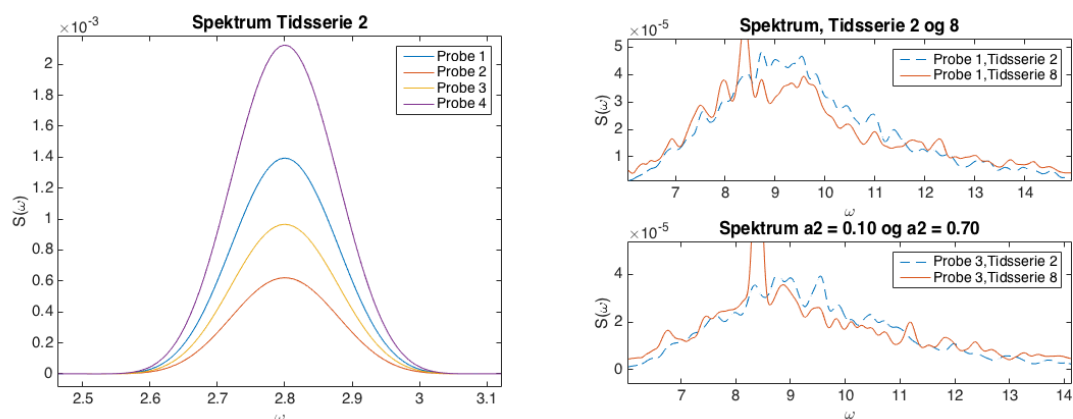 Spektrum Tidsserie 2
×10-3
S(ω)
2
1.8
1.6
1.4
1.2
1
0.8
0.6
0.4
0.2
0
2.5 2.6 2.7 2.8 2.9 3 3.1
ω
Probe 1
Probe 2
Probe 3
Probe 4
Spektrum, Tidsserie 2 og 8
×10-5
S(ω)
5
4
3
2
1
7 8 9 10 11 12 13 14
ω
Probe 1,Tidsserie 2
Probe 1,Tidsserie 8
Spektrum a2 = 0.10 og a2 = 0.70
×10-5
S(ω)
4
2
0
6 7 8 9 10 11 12 13 14
ω
Probe 3,Tidsserie 2
Probe 3,Tidsserie 8